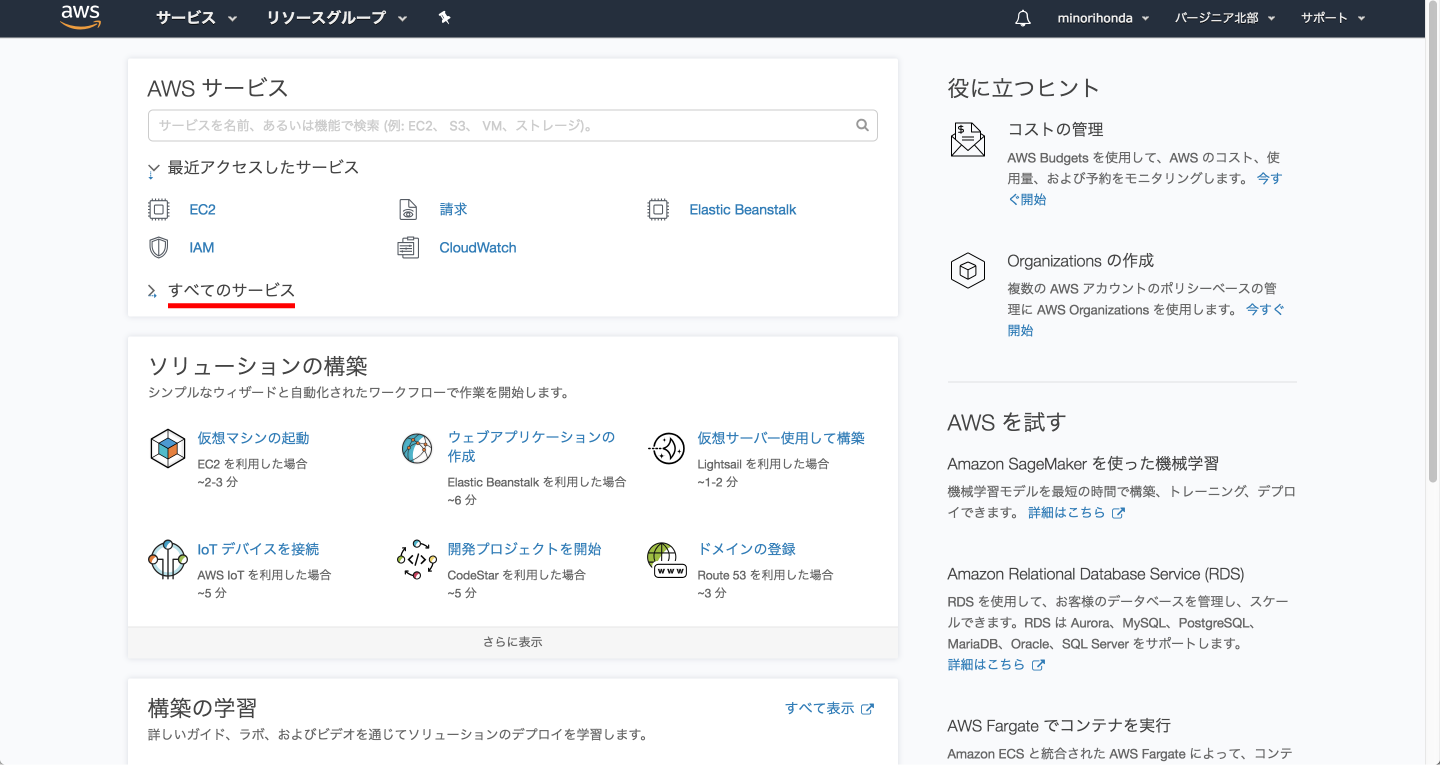 aws
サービス
リソースグループ
minorihonda
バージニア北部
サポート
AWS サービス
サービスを名前、あるいは機能で検索 (例: EC2、 S3、 VM、ストレージ)。
最近アクセスしたサービス
EC2
請求
Elastic Beanstalk
IAM
CloudWatch
すべてのサービス
ソリューションの構築
シンプルなウィザードと自動化されたワークフローで作業を開始します。
仮想マシンの起動
EC2 を利用した場合
~2-3 分
ウェブアプリケーションの
作成
Elastic Beanstalk を利用した場合
~6 分
仮想サーバー使用して構築
Lightsail を利用した場合
~1-2 分
IoT デバイスを接続
AWS IoT を利用した場合
~5 分
開発プロジェクトを開始
CodeStar を利用した場合
~5 分
www
ドメインの登録
Route 53 を利用した場合
~3 分
さらに表示
構築の学習
すべて表示
詳しいガイド、ラボ、およびビデオを通じてソリューションのデプロイを学習します。
役に立つヒント
コストの管理
AWS Budgets を使用して、AWS のコスト、使
用量、および予約をモニタリングします。 今す
ぐ開始
Organizations の作成
複数の AWS アカウントのポリシーベースの管
理に AWS Organizations を使用します。 今すぐ
開始
AWS を試す
Amazon SageMaker を使った機械学習
機械学習モデルを最短の時間で構築、トレーニング、デプロ
イできます。 詳細はこちら
Amazon Relational Database Service (RDS)
RDS を使用して、お客様のデータベースを管理し、スケー
ルできます。RDS は Aurora、MySQL、PostgreSQL、
MariaDB、Oracle、SQL Server をサポートします。
詳細はこちら
AWS Fargate でコンテナを実行
Amazon ECS と統合された AWS Fargate によって、コンテ